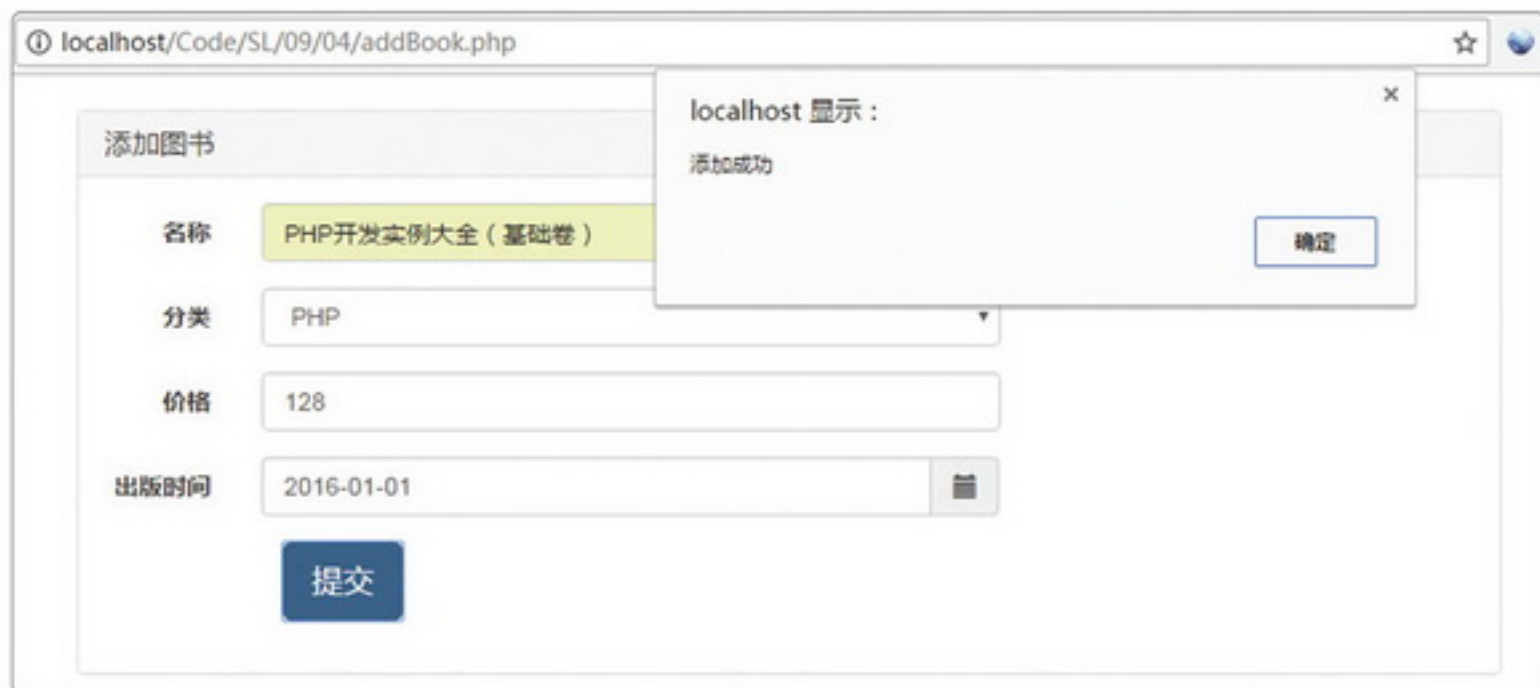 localhost/Code/SL/09/04/addBook.php
localhost 显示：
添加成功
确定
添加图书
名称 PHP开发实例大全（基础卷）
分类 PHP
价格 128
出版时间 2016-01-01
提交